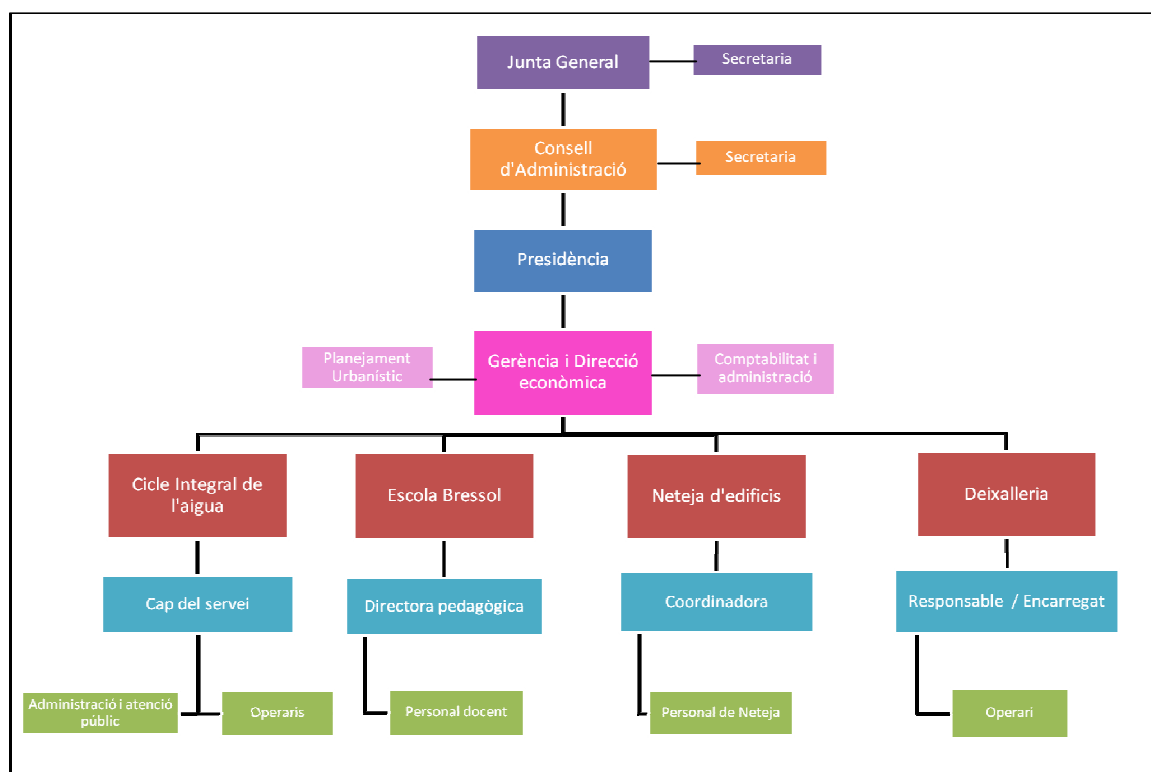 Junta General
Secretaria
Consell
d'Administració
Secretaria
Presidència
Planejament
Urbanístic
Gerència i Direcció
econòmica
Comptabilitat i
administració
Cicle Integral de
l'aigua
Escola Bressol
Neteja d'edificis
Deixalleria
Cap del servei
Directora pedagògica
Coordinadora
Responsable / Encarregat
Administració i atenció
públic
Operaris
Personal docent
Personal de Neteja
Operari